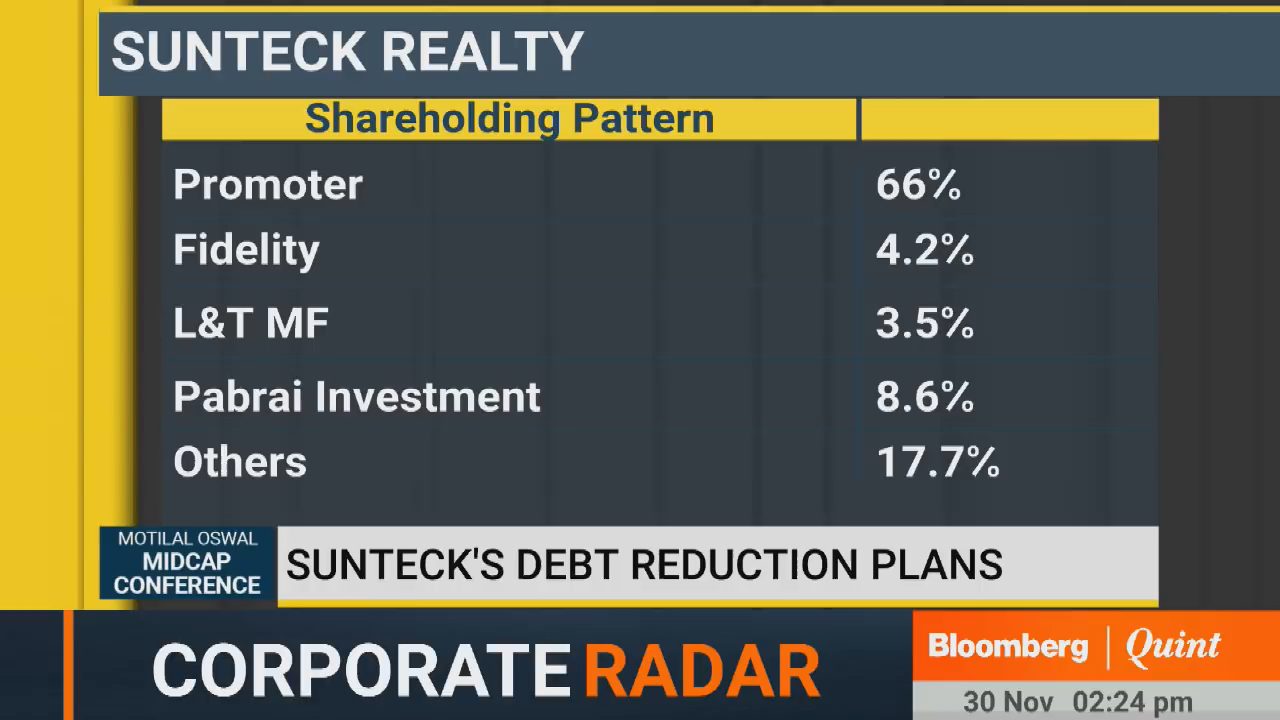 SUNTECK REALTY
Shareholding Pattern
Promoter 66%
Fidelity 4.2%
L&T MF 3.5%
Pabrai Investment 8.6%
Others 17.7%
MOTILAL OSWAL
MIDCAP
CONFERENCE
SUNTECK'S DEBT REDUCTION PLANS
CORPORATE RADAR
Bloomberg | Quint
30 Nov 02:24 pm